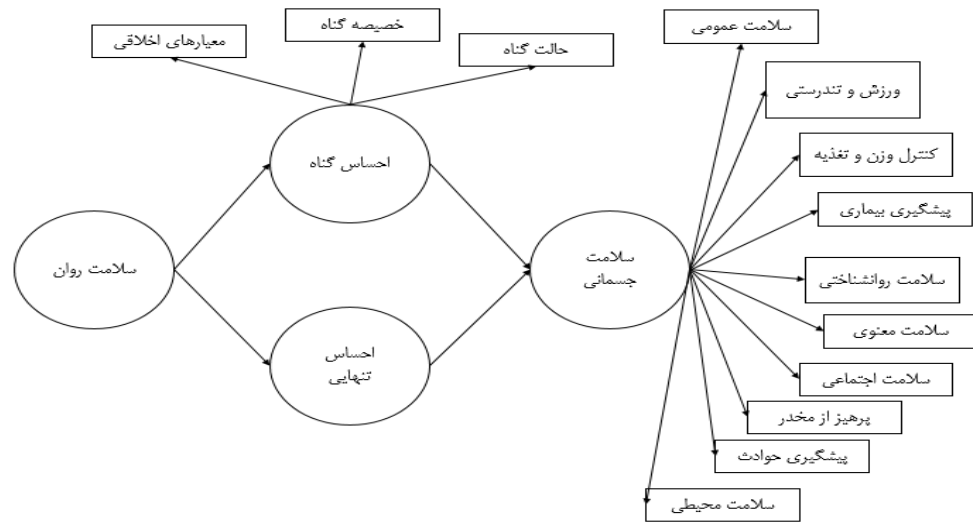 سلامت عمومی
خصیصه گناه
معیارهای اخلاقی
حالت گناه
ورزش و تندرستی
کنترل وزن و تغذیه
احساس گناه
پیشگیری بیماری
سلامت روان
سلامت
جسمانی
سلامت روانشناختی
سلامت معنوی
احساس
تنهایی
سلامت اجتماعی
پرهیز از مخدر
پیشگیری حوادث
سلامت محیطی